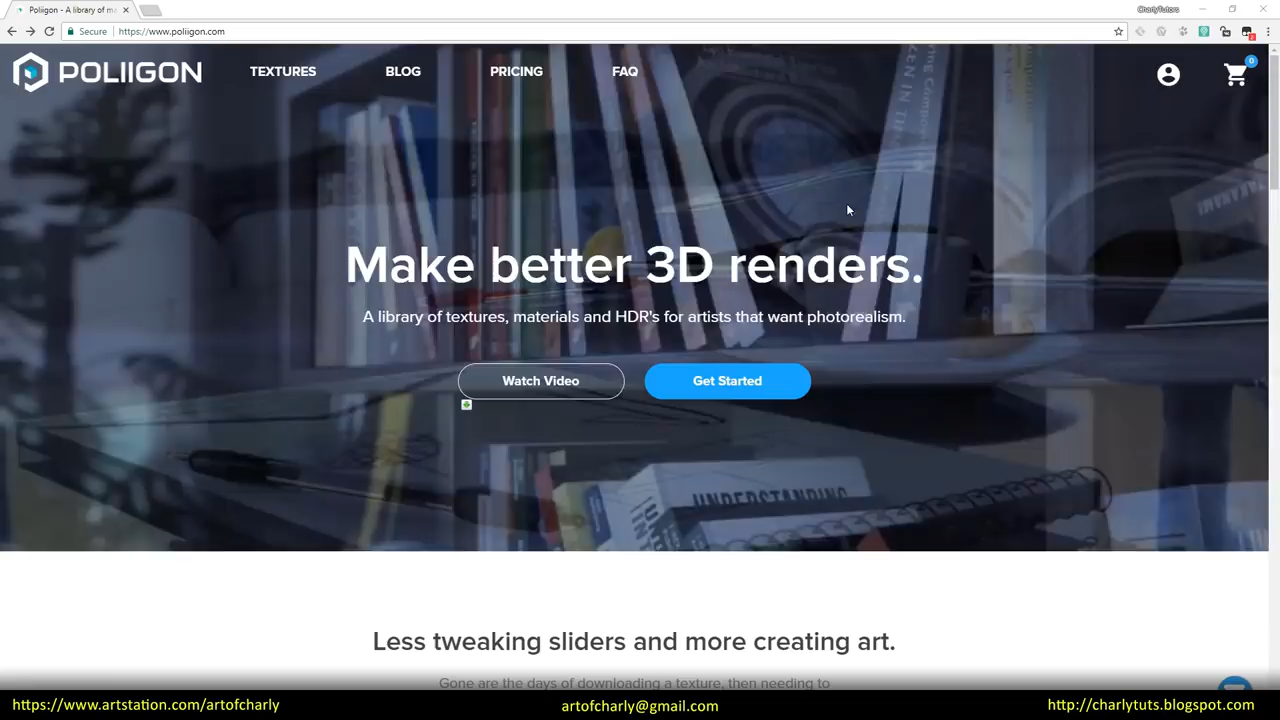 Poliigon - A library of ma
CharlyTutors
Secure
https://www.poliigon.com
POLIIGON
TEXTURES
BLOG
PRICING
FAQ
0
Make better 3D renders.
A library of textures, materials and HDR's for artists that want photorealism.
Watch Video
Get Started
UNDERSTANDING
Less tweaking sliders and more creating art.
Gone are the days of downloading a texture, then needing to
https://www.artstation.com/artofcharly
artofcharly@gmail.com
http://charlytuts.blogspot.com